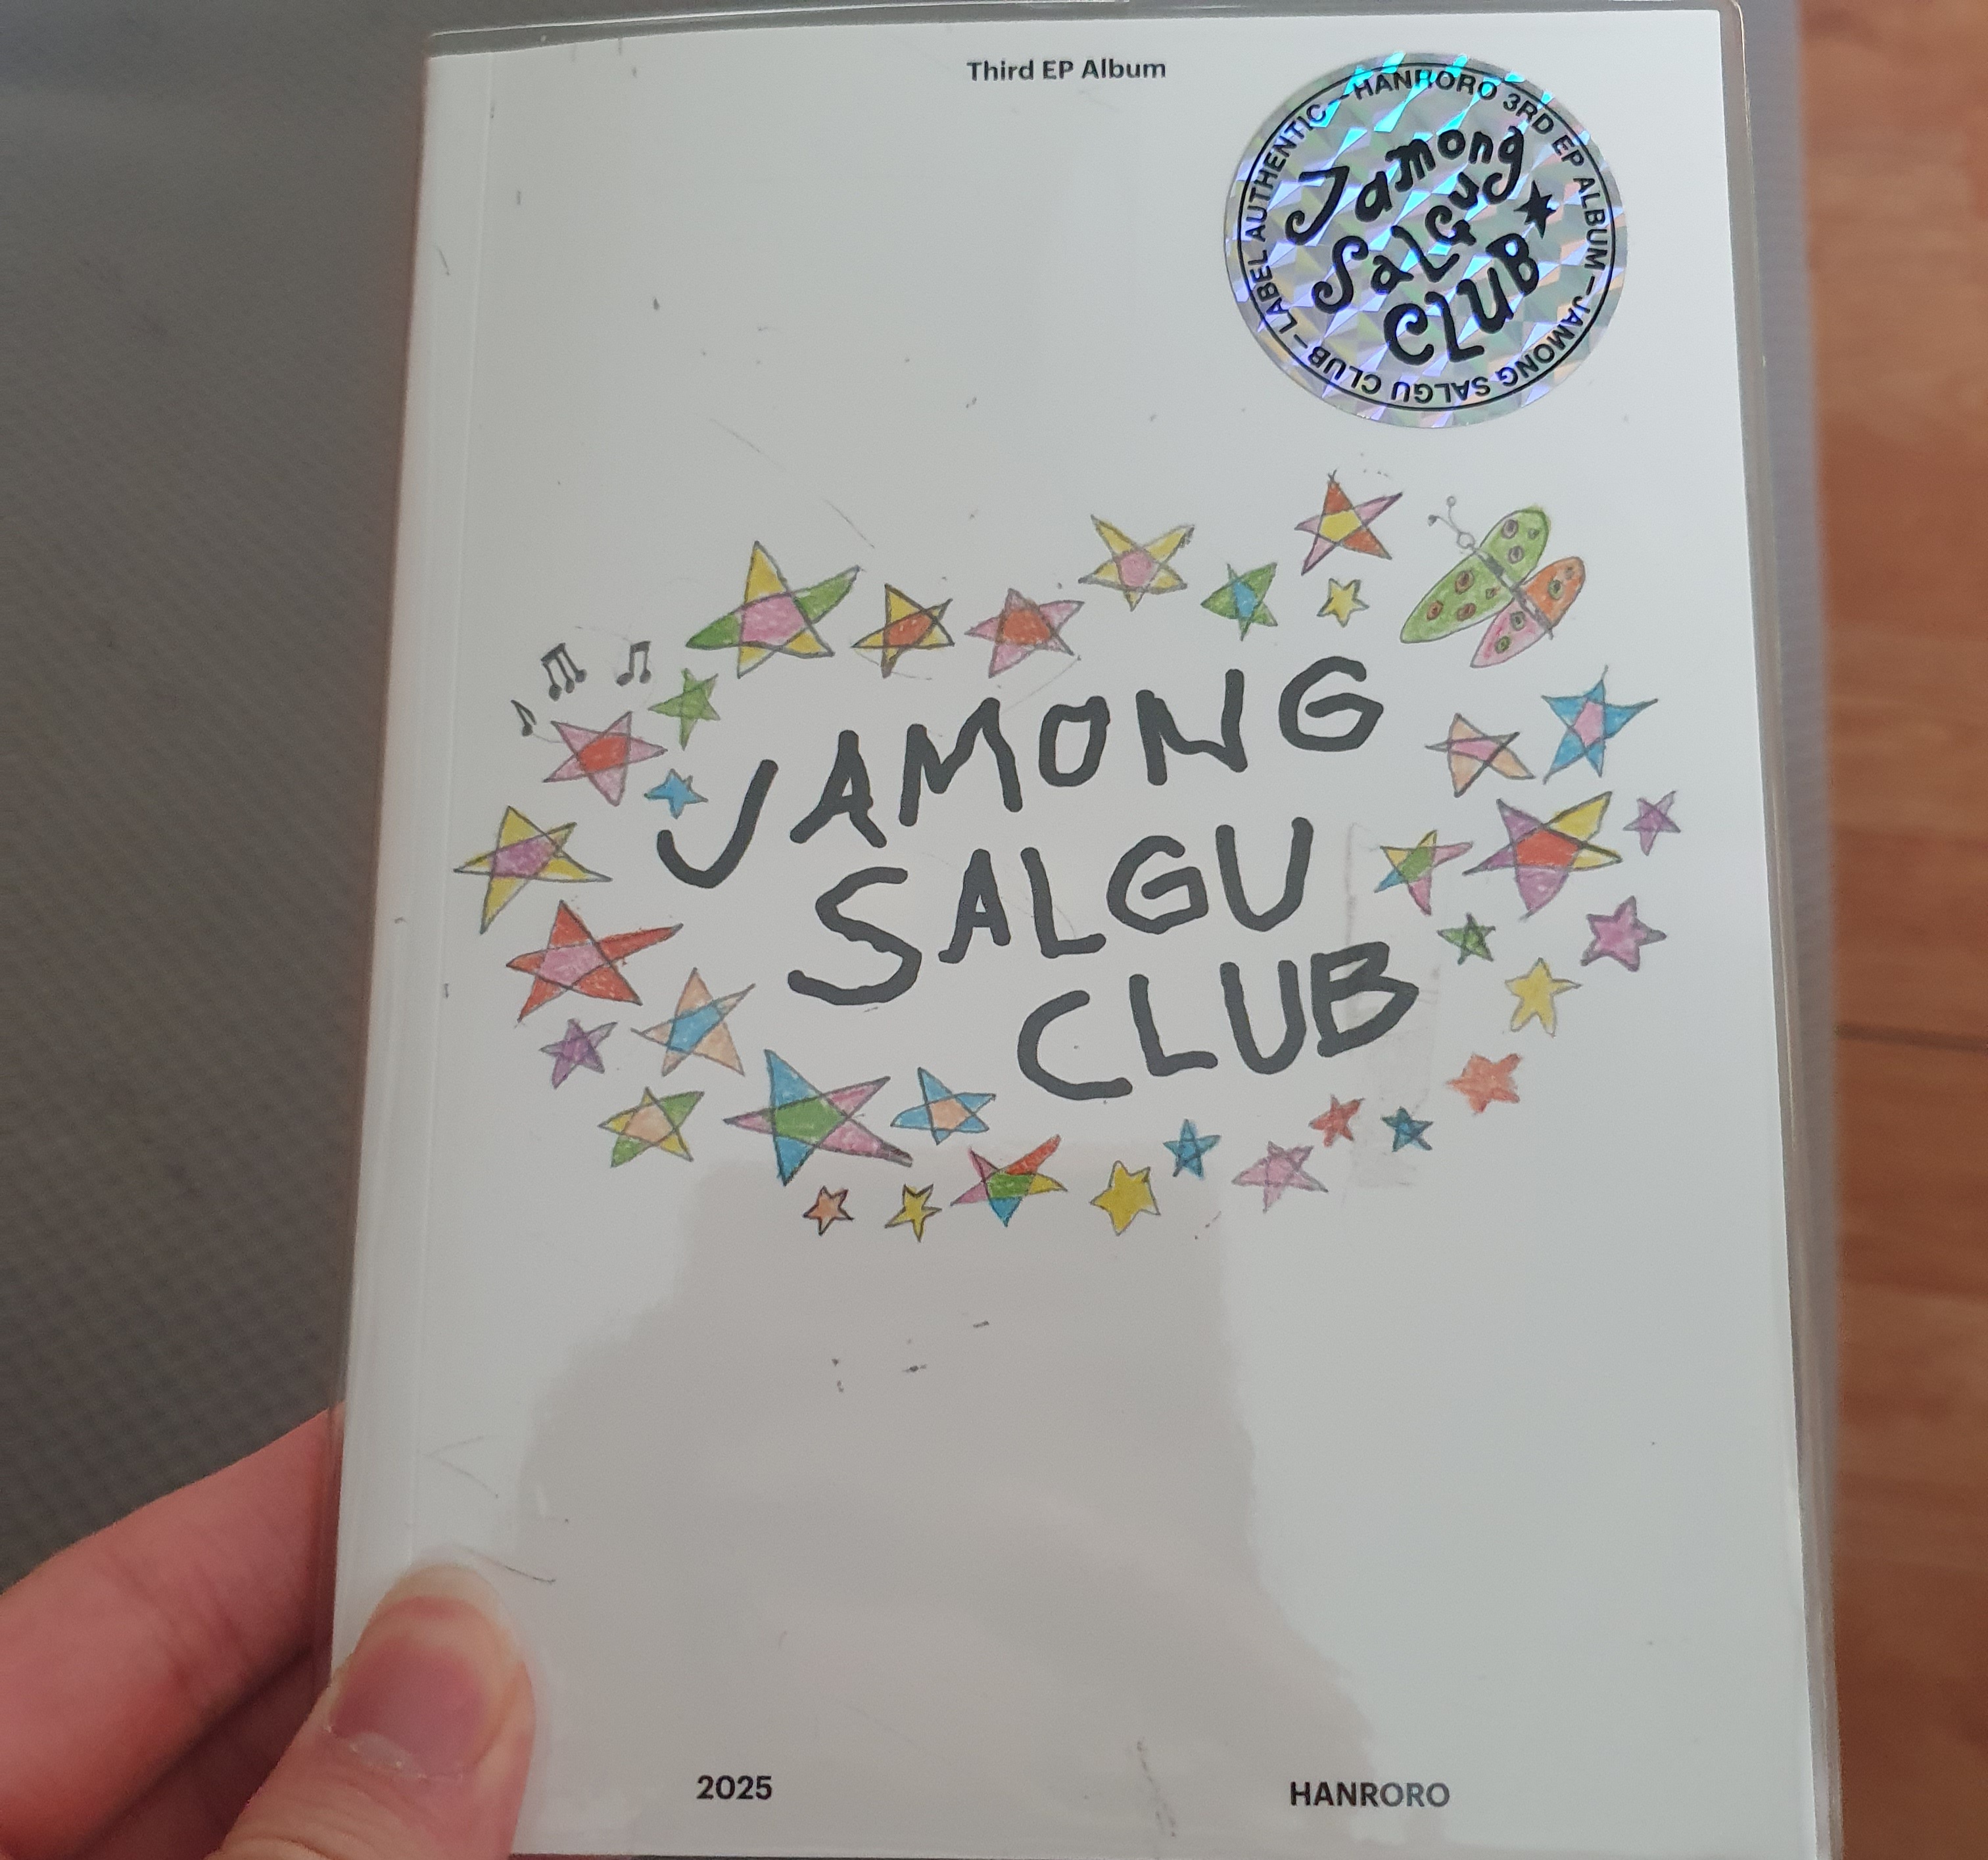 Third EP Album
LABEL AUTHENTIC – HANRORO 3RD EP ALBUM – JAMONG SALGU CLUB –
Jamong
SaLGu
CLUB
JAMONG
SALGU
CLUB
2025
HANRORO